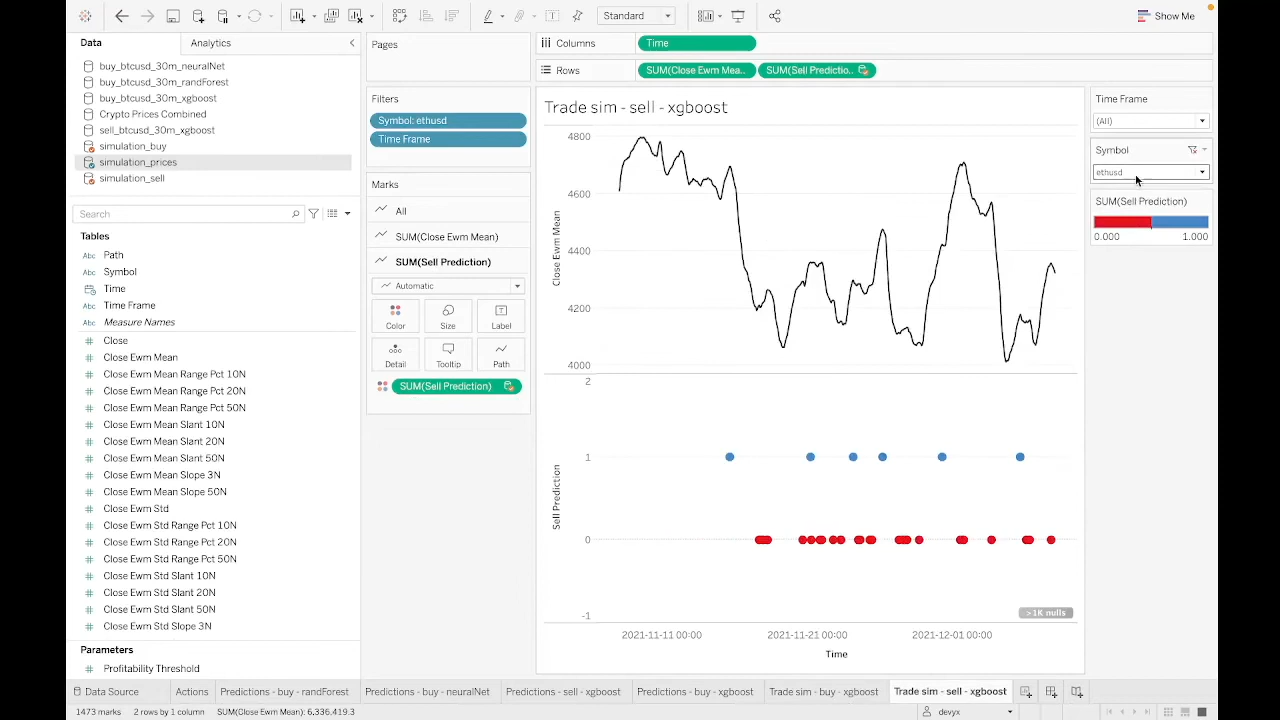 Standard
Show Me
Data
Analytics
buy_btcusd_30m_neuralNet
buy_btcusd_30m_randForest
buy_btcusd_30m_xgboost
Crypto Prices Combined
sell_btcusd_30m_xgboost
simulation_buy
simulation_prices
simulation_sell
Search
Tables
Abc Path
Abc Symbol
Time
Abc Time Frame
Abc Measure Names
# Close
# Close Ewm Mean
# Close Ewm Mean Range Pct 10N
# Close Ewm Mean Range Pct 20N
# Close Ewm Mean Range Pct 50N
# Close Ewm Mean Slant 10N
# Close Ewm Mean Slant 20N
# Close Ewm Mean Slant 50N
# Close Ewm Mean Slope 3N
# Close Ewm Mean Slope 50N
# Close Ewm Std
# Close Ewm Std Range Pct 10N
# Close Ewm Std Range Pct 20N
# Close Ewm Std Range Pct 50N
# Close Ewm Std Slant 10N
# Close Ewm Std Slant 20N
# Close Ewm Std Slant 50N
# Close Ewm Std Slope 3N
Parameters
# Profitability Threshold
Pages
Filters
Symbol: ethusd
Time Frame
Marks
All
SUM(Close Ewm Mean)
SUM(Sell Prediction)
Automatic
Color Size Label
Detail Tooltip Path
SUM(Sell Prediction)
Columns Time
Rows SUM(Close Ewm Mea.. SUM(Sell Predictio..
Trade sim - sell - xgboost
4800
4600
4400
4200
4000
Close Ewm Mean
2
1
0
-1
Sell Prediction
>1K nulls
2021-11-11 00:00 2021-11-21 00:00 2021-12-01 00:00
Time
Time Frame
(All)
Symbol
ethusd
SUM(Sell Prediction)
0.000 1.000
Data Source Actions Predictions - buy - randForest Predictions - buy - neuralNet Predictions - sell - xgboost Predictions - buy - xgboost Trade sim - buy - xgboost Trade sim - sell - xgboost
1473 marks 2 rows by 1 column SUM(Close Ewm Mean): 6,336,419.3 devyx